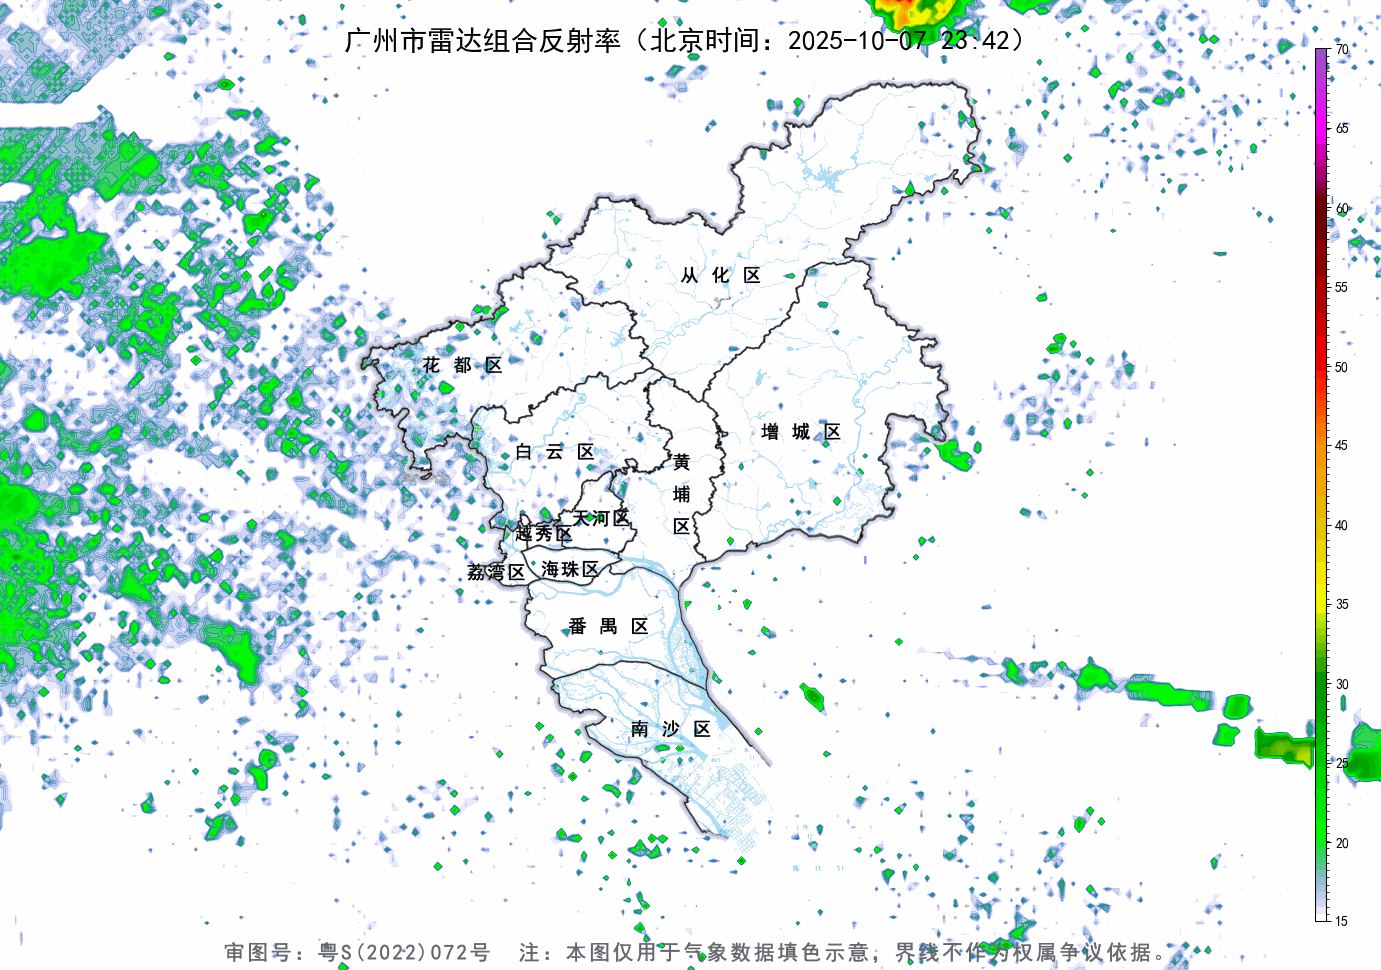 广州市雷达组合反射率（北京时间：2025-10-07 23:42）
70
65
60
55
50
45
40
35
30
25
20
15
从化区
花都区
增城区
白云区
黄埔区
天河区
越秀区
荔湾区
海珠区
番禺区
南沙区
审图号：粤S(2022)072号 注：本图仅用于气象数据填色示意，界线不作为权属争议依据。